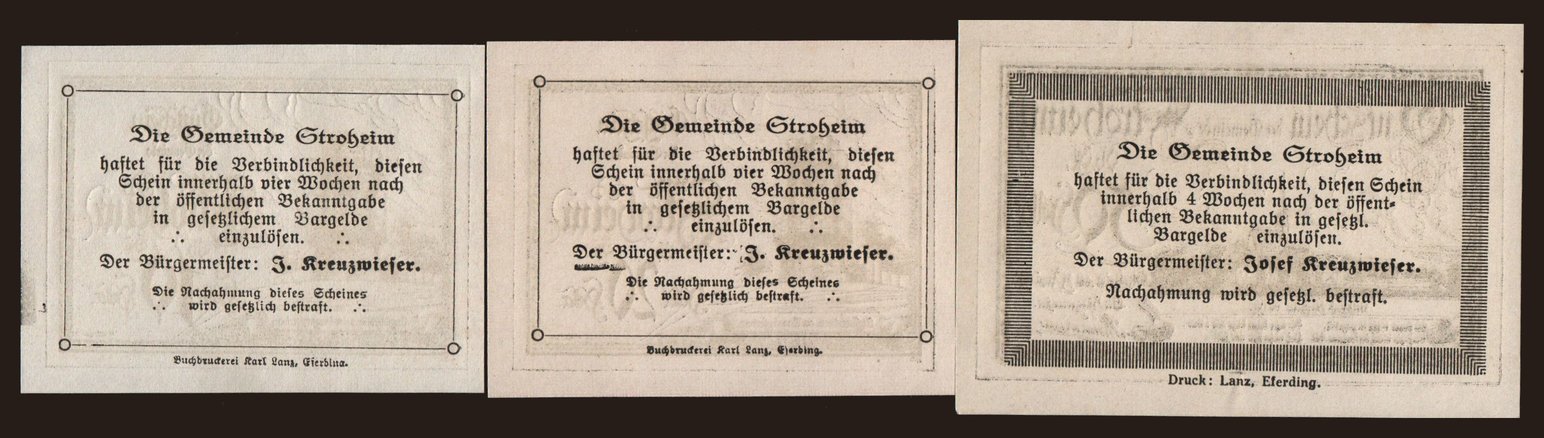 Die Gemeinde Stroheim
haftet für die Verbindlichkeit, diesen
Schein innerhalb vier Wochen nach
der öffentlichen Bekanntgabe
in gesetzlichem Bargelde
∴ einzulösen. ∴
Der Bürgermeister: J. Kreuzwieser.
Die Nachahmung dieses Scheines
∴ wird gesetzlich bestraft. ∴
Buchdruckerei Karl Lanz, Eferding.
Die Gemeinde Stroheim
haftet für die Verbindlichkeit, diesen
Schein innerhalb vier Wochen nach
der öffentlichen Bekanntgabe
in gesetzlichem Bargelde
∴ einzulösen. ∴
Der Bürgermeister: J. Kreuzwieser.
Die Nachahmung dieses Scheines
∴ wird gesetzlich bestraft. ∴
Buchdruckerei Karl Lanz, Eferding.
Die Gemeinde Stroheim
haftet für die Verbindlichkeit, diesen Schein
innerhalb 4 Wochen nach der öffent-
lichen Bekanntgabe in gesetzl.
Bargelde einzulösen.
Der Bürgermeister: Josef Kreuzwieser.
Nachahmung wird gesetzl. bestraft.
Druck: Lanz, Eferding.